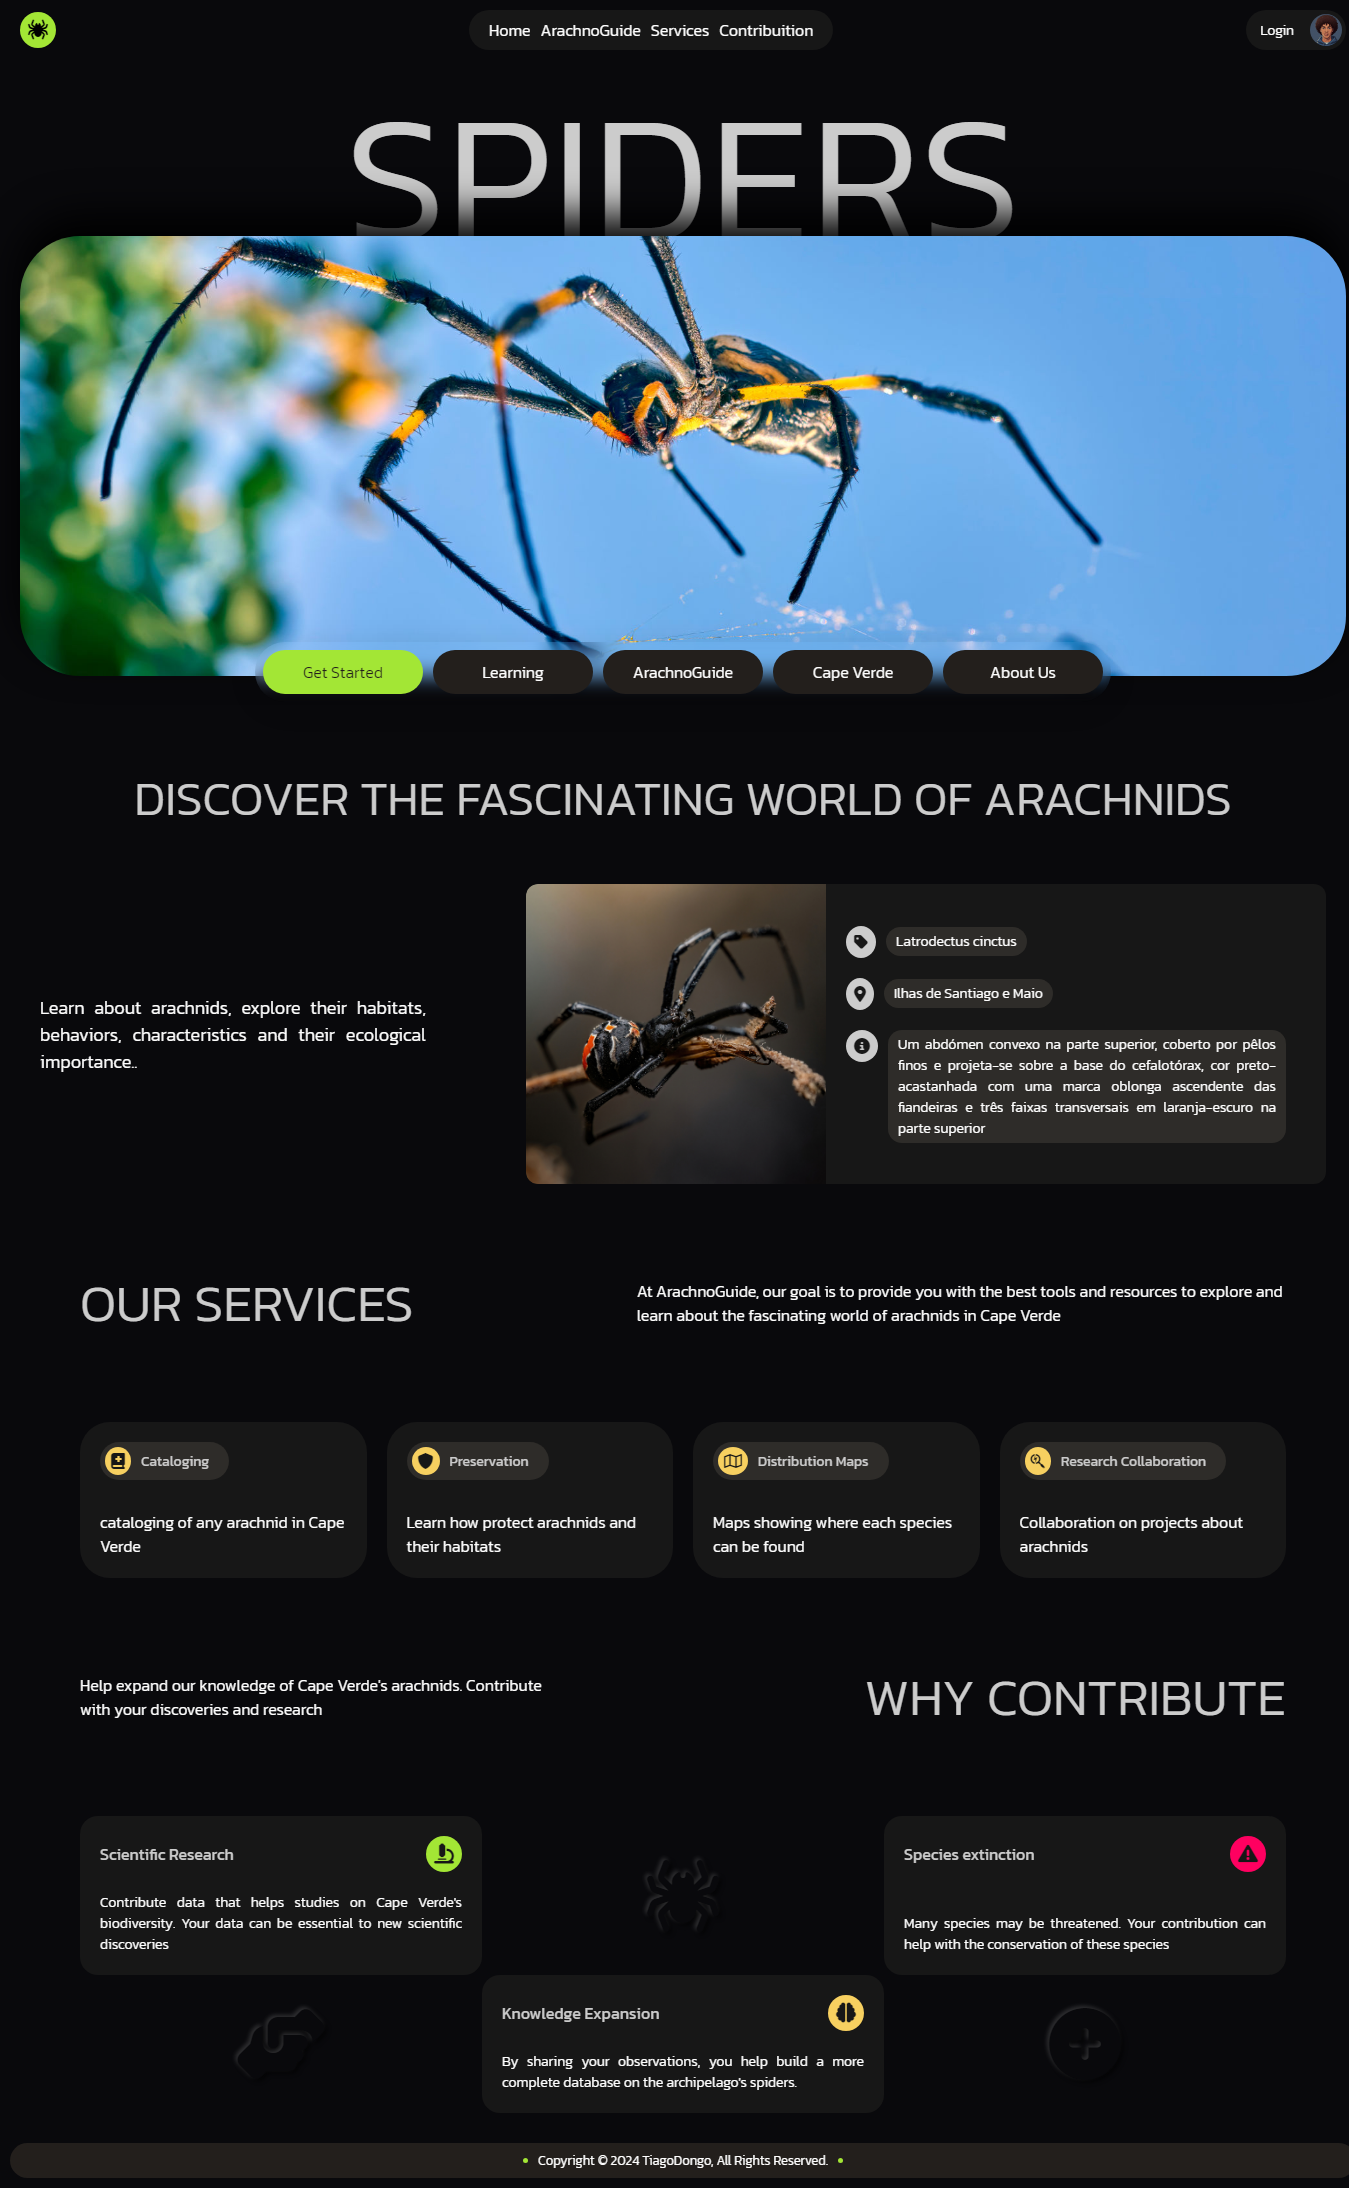 Home ArachnoGuide Services Contribuition
Login
SPIDERS
Get Started
Learning
ArachnoGuide
Cape Verde
About Us
DISCOVER THE FASCINATING WORLD OF ARACHNIDS
Learn about arachnids, explore their habitats,
behaviors, characteristics and their ecological
importance..
Latrodectus cinctus
Ilhas de Santiago e Maio
Um abdómen convexo na parte superior, coberto por pêlos
finos e projeta-se sobre a base do cefalotórax, cor preto-
acastanhada com uma marca oblonga ascendente das
fiandeiras e três faixas transversais em laranja-escuro na
parte superior
OUR SERVICES
At ArachnoGuide, our goal is to provide you with the best tools and resources to explore and
learn about the fascinating world of arachnids in Cape Verde
Cataloging
cataloging of any arachnid in Cape
Verde
Preservation
Learn how protect arachnids and
their habitats
Distribution Maps
Maps showing where each species
can be found
Research Collaboration
Collaboration on projects about
arachnids
Help expand our knowledge of Cape Verde's arachnids. Contribute
with your discoveries and research
WHY CONTRIBUTE
Scientific Research
Contribute data that helps studies on Cape Verde's
biodiversity. Your data can be essential to new scientific
discoveries
Species extinction
Many species may be threatened. Your contribution can
help with the conservation of these species
Knowledge Expansion
By sharing your observations, you help build a more
complete database on the archipelago's spiders.
Copyright © 2024 TiagoDongo, All Rights Reserved.